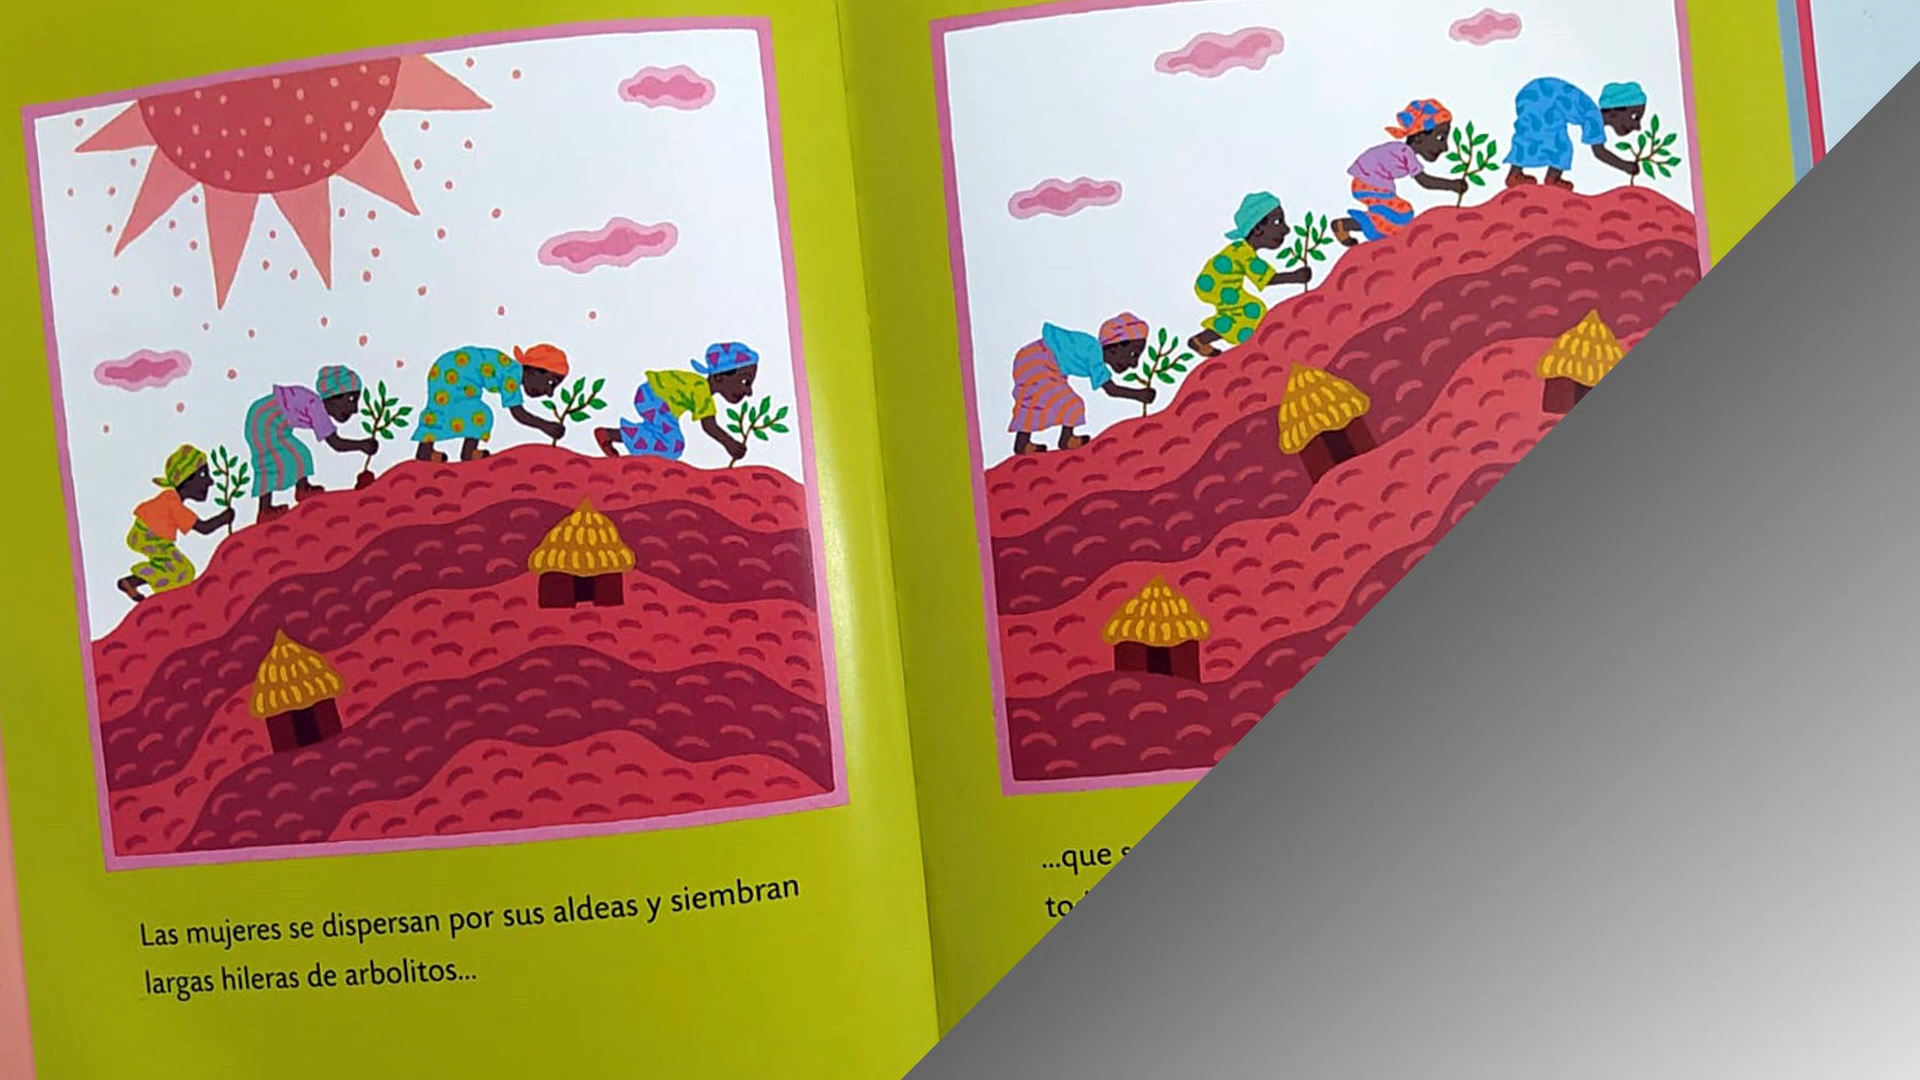 Las mujeres se dispersan por sus aldeas y siembran
largas hileras de arbolitos...
...que